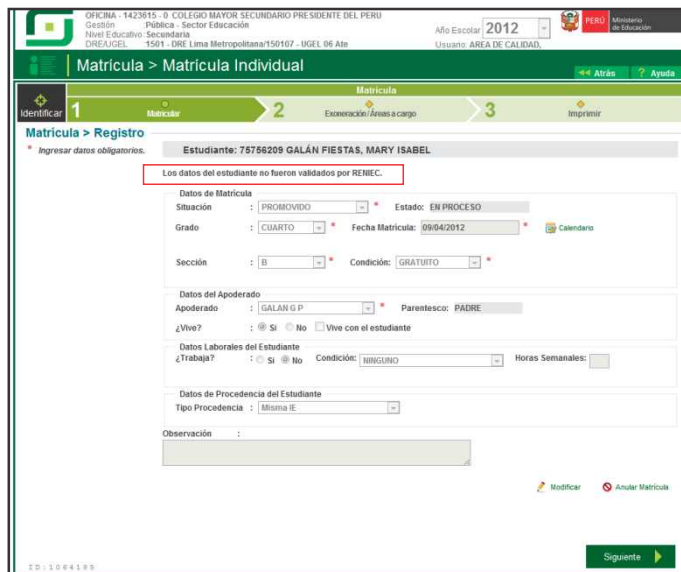 OFICINA - 1423615 - 0 COLEGIO MAYOR SECUNDARIO PRESIDENTE DEL PERU
Gestión Pública - Sector Educación
Nivel Educativo Secundaria
DRE/UGEL 1501 - DRE Lima Metropolitana/150107 - UGEL 06 Ate
Año Escolar 2012
Usuario: AREA DE CALIDAD,
PERÚ Ministerio de Educación
Matrícula > Matrícula Individual
Atrás ? Ayuda
Matrícula
Identificar 1 Matricular 2 Exoneración/Áreas a cargo 3 Imprimir
Matrícula > Registro
* Ingresar datos obligatorios.
Estudiante: 75756209 GALÁN FIESTAS, MARY ISABEL
Los datos del estudiante no fueron validados por RENIEC.
Datos de Matrícula
Situación : PROMOVIDO * Estado: EN PROCESO
Grado : CUARTO * Fecha Matrícula: 09/04/2012 * Calendario
Sección : B * Condición: GRATUITO *
Datos del Apoderado
Apoderado : GALAN G P * Parentesco: PADRE
¿Vive? : Si No Vive con el estudiante
Datos Laborales del Estudiante
¿Trabaja? : Si No Condición: NINGUNO Horas Semanales:
Datos de Procedencia del Estudiante
Tipo Procedencia : Misma IE
Observación :
Modificar Anular Matrícula
Siguiente
ID:1064185